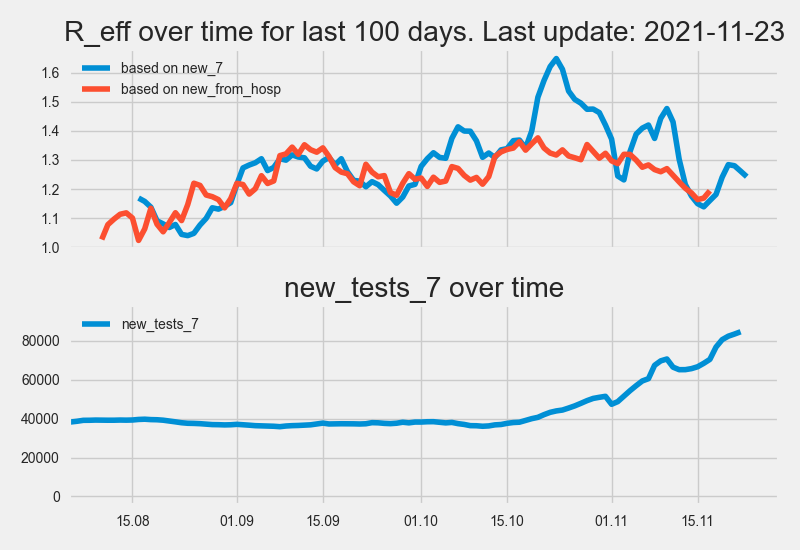 R_eff over time for last 100 days. Last update: 2021-11-23
based on new_7
based on new_from_hosp
1.6
1.5
1.4
1.3
1.2
1.1
1.0
new_tests_7 over time
new_tests_7
80000
60000
40000
20000
0
15.08 01.09 15.09 01.10 15.10 01.11 15.11